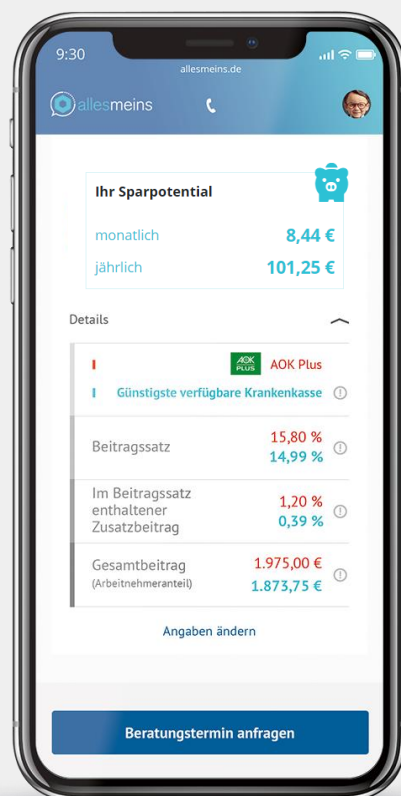 9:30
allesmeins.de
allesmeins
Ihr Sparpotential
monatlich 8,44 €
jährlich 101,25 €
Details
AOK PLUS AOK Plus
Günstigste verfügbare Krankenkasse
Beitragssatz
15,80 %
14,99 %
Im Beitragssatz
enthaltener
Zusatzbeitrag
1,20 %
0,39 %
Gesamtbeitrag
(Arbeitnehmeranteil)
1.975,00 €
1.873,75 €
Angaben ändern
Beratungstermin anfragen